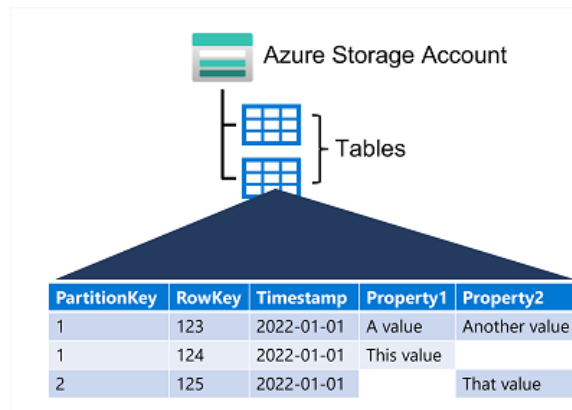 Azure Storage Account
Tables
PartitionKey RowKey Timestamp Property1 Property2
1 123 2022-01-01 A value Another value
1 124 2022-01-01 This value
2 125 2022-01-01 That value